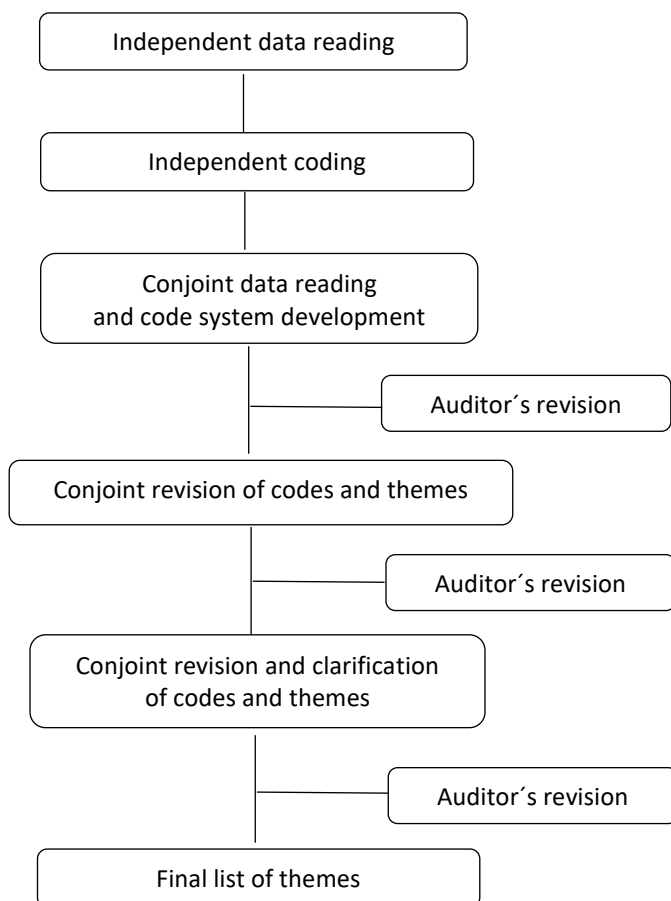 Independent data reading
Independent coding
Conjoint data reading
and code system development
Auditor´s revision
Conjoint revision of codes and themes
Auditor´s revision
Conjoint revision and clarification
of codes and themes
Auditor´s revision
Final list of themes